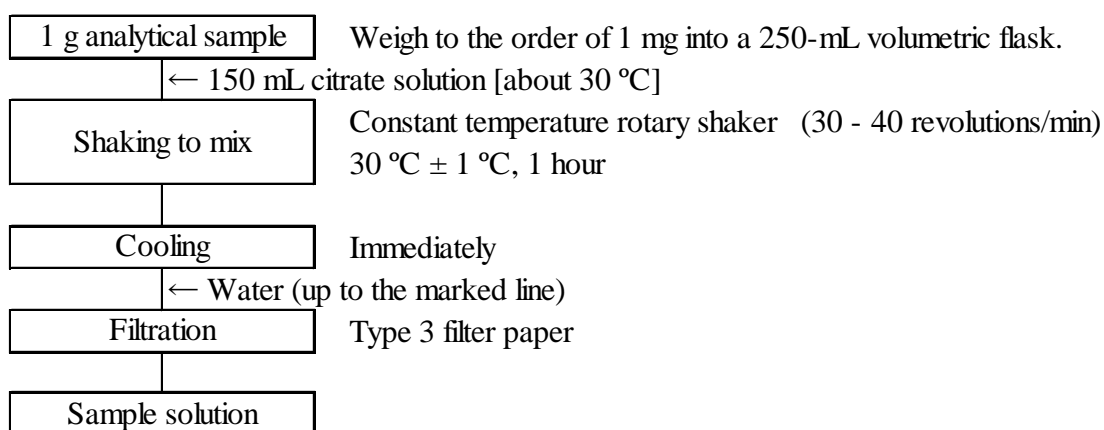 1 g analytical sample Weigh to the order of 1 mg into a 250-mL volumetric flask.
← 150 mL citrate solution [about 30 ºC]
Shaking to mix
Constant temperature rotary shaker (30 - 40 revolutions/min)
30 ºC ± 1 ºC, 1 hour
Cooling Immediately
← Water (up to the marked line)
Filtration Type 3 filter paper
Sample solution